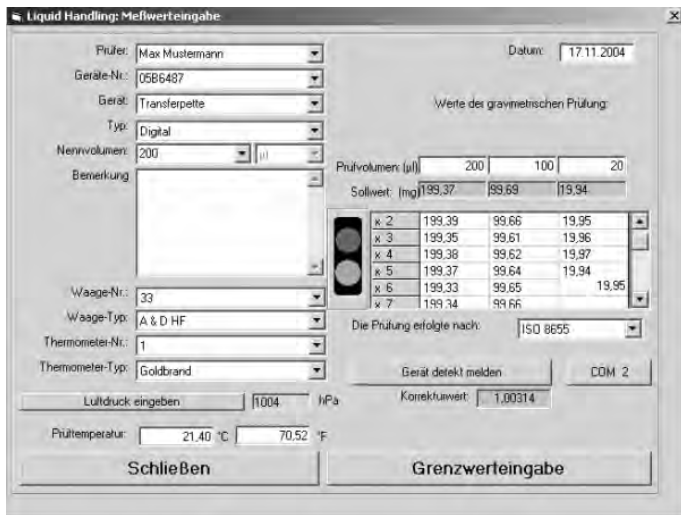 Liquid Handling: Meßwerteingabe
Prüfer: Max Mustermann
Datum: 17.11.2004
Geräte-Nr.: 05B6487
Gerät: Transferpette
Werte der gravimetrischen Prüfung:
Typ: Digital
Nennvolumen: 200 µl
Bemerkung
Prüfvolumen: (µl) 200 100 20
Sollwert: (mg) 199,37 99,69 19,94
x 2 199,39 99,66 19,95
x 3 199,35 99,61 19,96
x 4 199,38 99,62 19,97
x 5 199,37 99,64 19,94
x 6 199,33 99,65 19,95
x 7 199,34 99,66
Waage-Nr.: 33
Waage-Typ: A & D HF
Die Prüfung erfolgte nach: ISO 8655
Thermometer-Nr.: 1
Thermometer-Typ: Goldbrand
Gerät defekt melden COM 2
Luftdruck eingeben 1004 hPa
Korrekturwert: 1,00314
Prüftemperatur: 21,40 °C 70,52 °F
Schließen Grenzwerteingabe